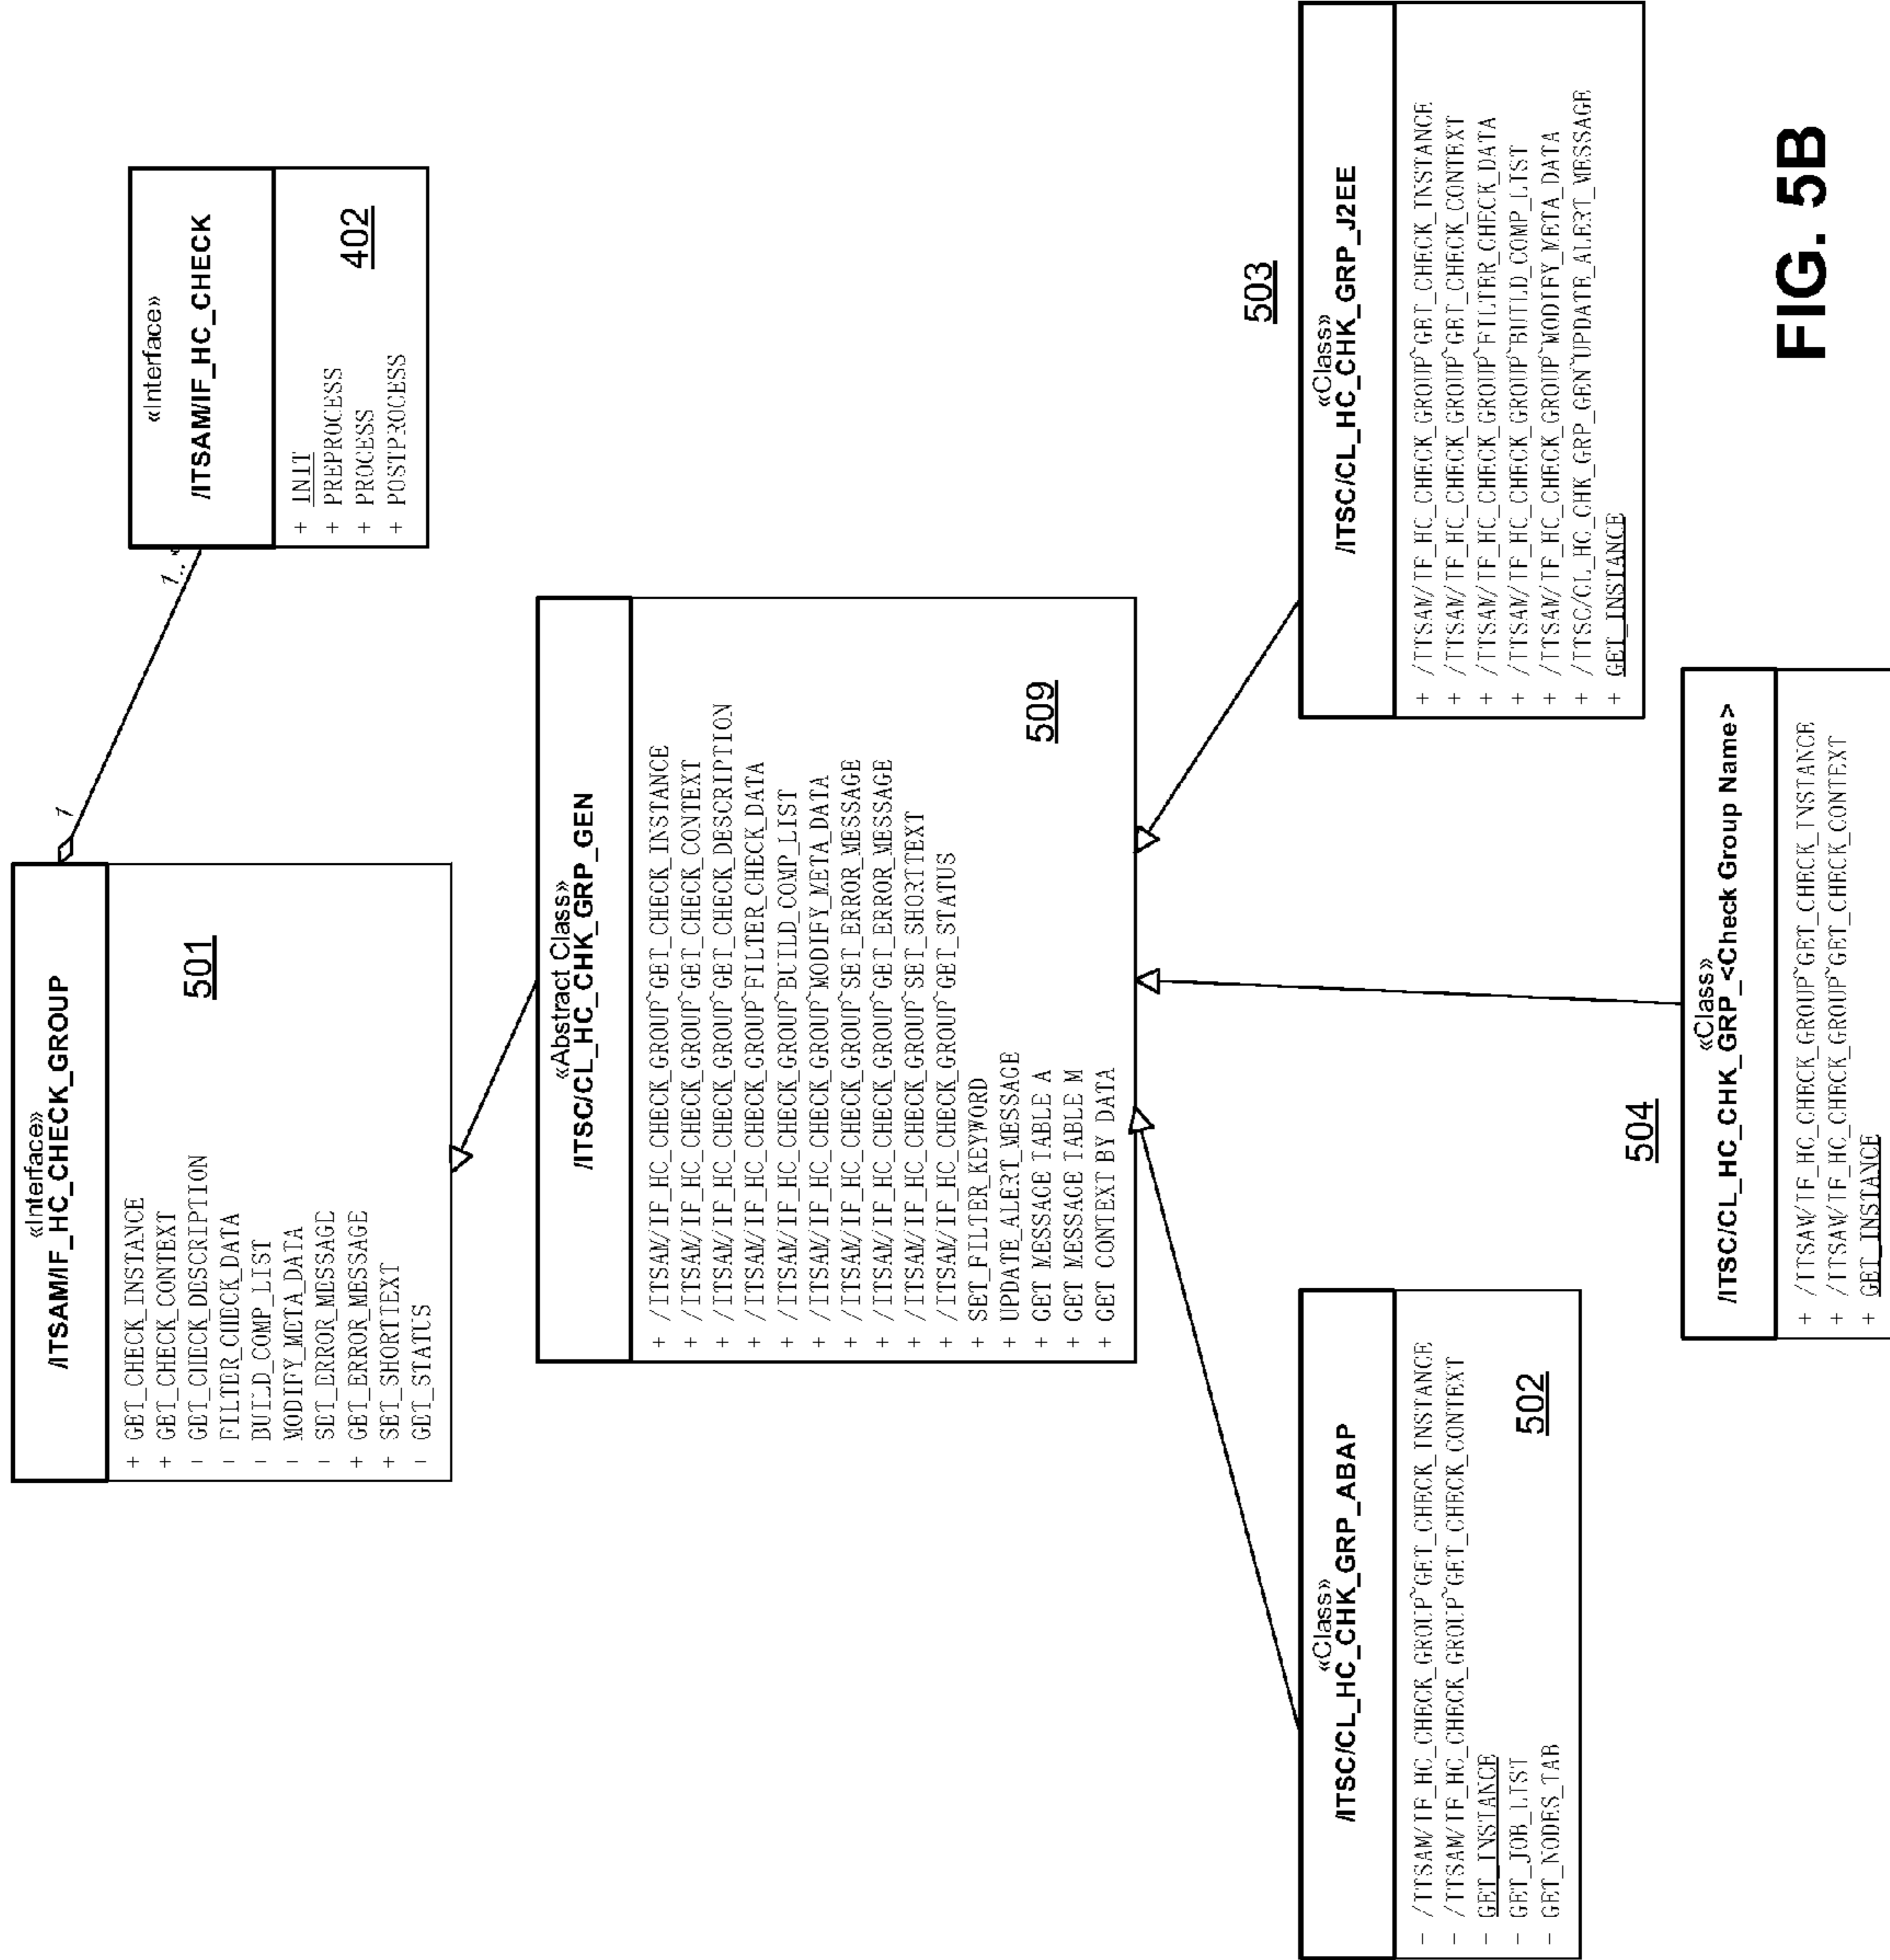 «Interface»
/ITSAM/IF_HC_CHECK_GROUP
+ GET_CHECK_INSTANCE
+ GET_CHECK_CONTEXT
- GET_CHECK_DESCRIPTION
- FILTER_CHECK_DATA
- BUILD_COMP_LIST
- MODIFY_META_DATA
- SET_ERROR_MESSAGE
+ GET_ERROR_MESSAGE
+ SET_SHORTTEXT
- GET_STATUS
501
1
1..*
«Interface»
/ITSAM/IF_HC_CHECK
+ INIT
+ PREPROCESS
+ PROCESS
+ POSTPROCESS
402
«Abstract Class»
/ITSC/CL_HC_CHK_GRP_GEN
+ /ITSAM/IF_HC_CHECK_GROUP~GET_CHECK_INSTANCE
+ /ITSAM/IF_HC_CHECK_GROUP~GET_CHECK_CONTEXT
+ /ITSAM/IF_HC_CHECK_GROUP~GET_CHECK_DESCRIPTION
+ /ITSAM/IF_HC_CHECK_GROUP~FILTER_CHECK_DATA
+ /ITSAM/IF_HC_CHECK_GROUP~BUILD_COMP_LIST
+ /ITSAM/IF_HC_CHECK_GROUP~MODIFY_META_DATA
+ /ITSAM/IF_HC_CHECK_GROUP~SET_ERROR_MESSAGE
+ /ITSAM/IF_HC_CHECK_GROUP~GET_ERROR_MESSAGE
+ /ITSAM/IF_HC_CHECK_GROUP~SET_SHORTTEXT
+ /ITSAM/IF_HC_CHECK_GROUP~GET_STATUS
+ SET_FILTER_KEYWORD
+ UPDATE_ALERT_MESSAGE
+ GET MESSAGE TABLE A
+ GET MESSAGE TABLE M
+ GET CONTEXT BY DATA
509
«Class»
/ITSC/CL_HC_CHK_GRP_ABAP
- /ITSAM/IF_HC_CHECK_GROUP~GET_CHECK_INSTANCE
- /ITSAM/IF_HC_CHECK_GROUP~GET_CHECK_CONTEXT
- GET_INSTANCE
- GET_JOB_LIST
- GET_NODES_TAB
502
504
«Class»
/ITSC/CL_HC_CHK_GRP_<Check Group Name>
+ /ITSAM/IF_HC_CHECK_GROUP~GET_CHECK_INSTANCE
+ /ITSAM/IF_HC_CHECK_GROUP~GET_CHECK_CONTEXT
+ GET_INSTANCE
503
«Class»
/ITSC/CL_HC_CHK_GRP_J2EE
+ /ITSAM/IF_HC_CHECK_GROUP~GET_CHECK_INSTANCE
+ /ITSAM/IF_HC_CHECK_GROUP~GET_CHECK_CONTEXT
+ /ITSAM/IF_HC_CHECK_GROUP~FILTER_CHECK_DATA
+ /ITSAM/IF_HC_CHECK_GROUP~BUILD_COMP_LIST
+ /ITSAM/IF_HC_CHECK_GROUP~MODIFY_META_DATA
+ /ITSC/CL_HC_CHK_GRP_GEN~UPDATE_ALERT_MESSAGE
+ GET_INSTANCE
FIG. 5B